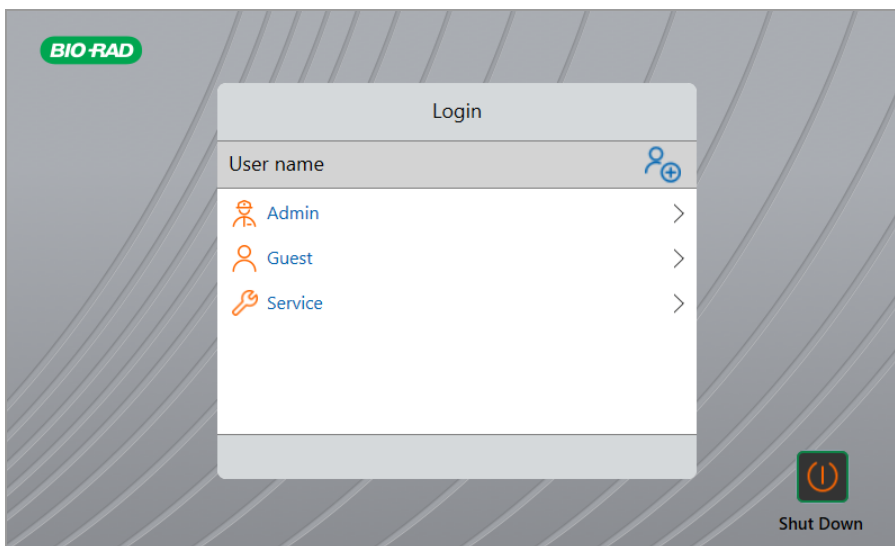 BIO-RAD
Login
User name
Admin
Guest
Service
Shut Down